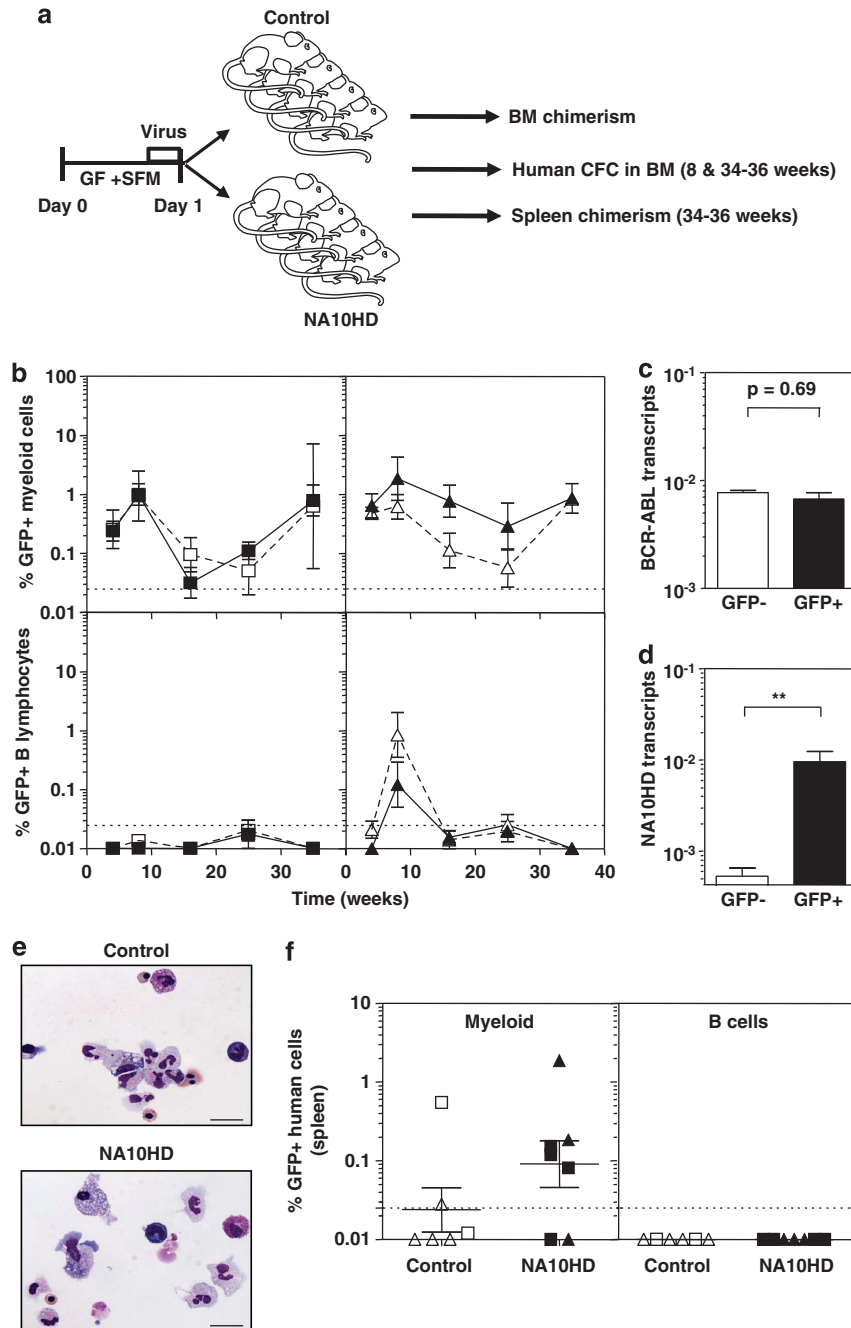 a
Control
Virus
GF +SFM
Day 0
Day 1
NA10HD
BM chimerism
Human CFC in BM (8 & 34-36 weeks)
Spleen chimerism (34-36 weeks)
b
% GFP+ myeloid cells
100
10
1
0.1
0.01
% GFP+ B lymphocytes
10
1
0.1
0.01
0
10
20
30
0
10
20
30
40
Time (weeks)
c
BCR-ABL transcripts
10-1
10-2
10-3
p = 0.69
GFP-
GFP+
d
NA10HD transcripts
10-1
10-2
10-3
**
GFP-
GFP+
e
Control
NA10HD
f
% GFP+ human cells
(spleen)
10
1
0.1
0.01
Myeloid
B cells
Control
NA10HD
Control
NA10HD